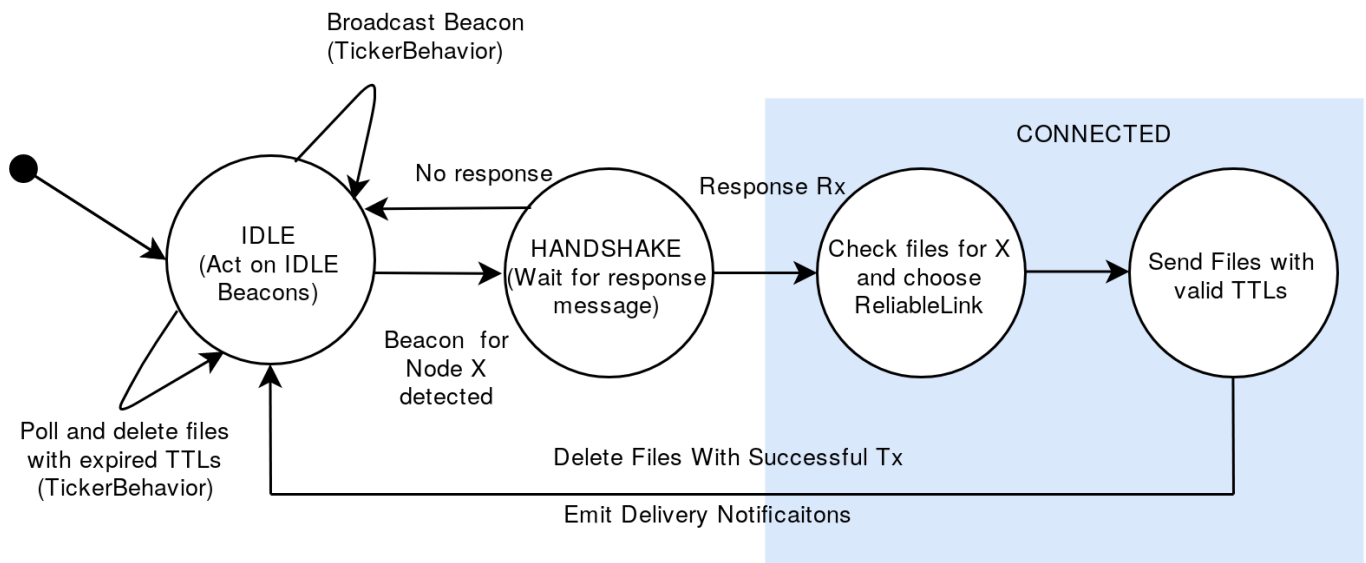 Broadcast Beacon
(TickerBehavior)
CONNECTED
No response
Response Rx
IDLE
(Act on IDLE
Beacons)
HANDSHAKE
(Wait for response
message)
Check files for X
and choose
ReliableLink
Send Files with
valid TTLs
Beacon for
Node X
detected
Poll and delete files
with expired TTLs
(TickerBehavior)
Delete Files With Successful Tx
Emit Delivery Notificaitons